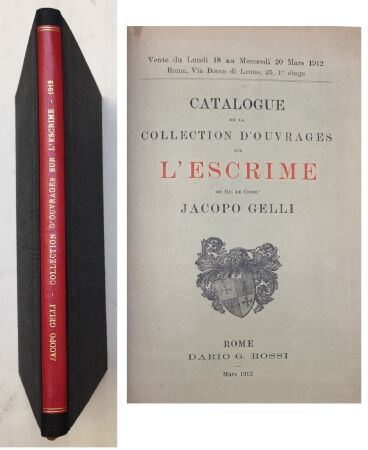 JACOPO GELLI - COLLECTION D'OUVRAGES SUR L'ESCRIME - 1912
Vente du Lundi 18 au Mercredi 20 Mars 1912
Rome, Via Bocca di Leone, 25, 1er étage
CATALOGUE
DE LA
COLLECTION D'OUVRAGES
SUR
L'ESCRIME
DE MR. LE COMM.r
JACOPO GELLI
ROME
DARIO G. ROSSI
Mars 1912